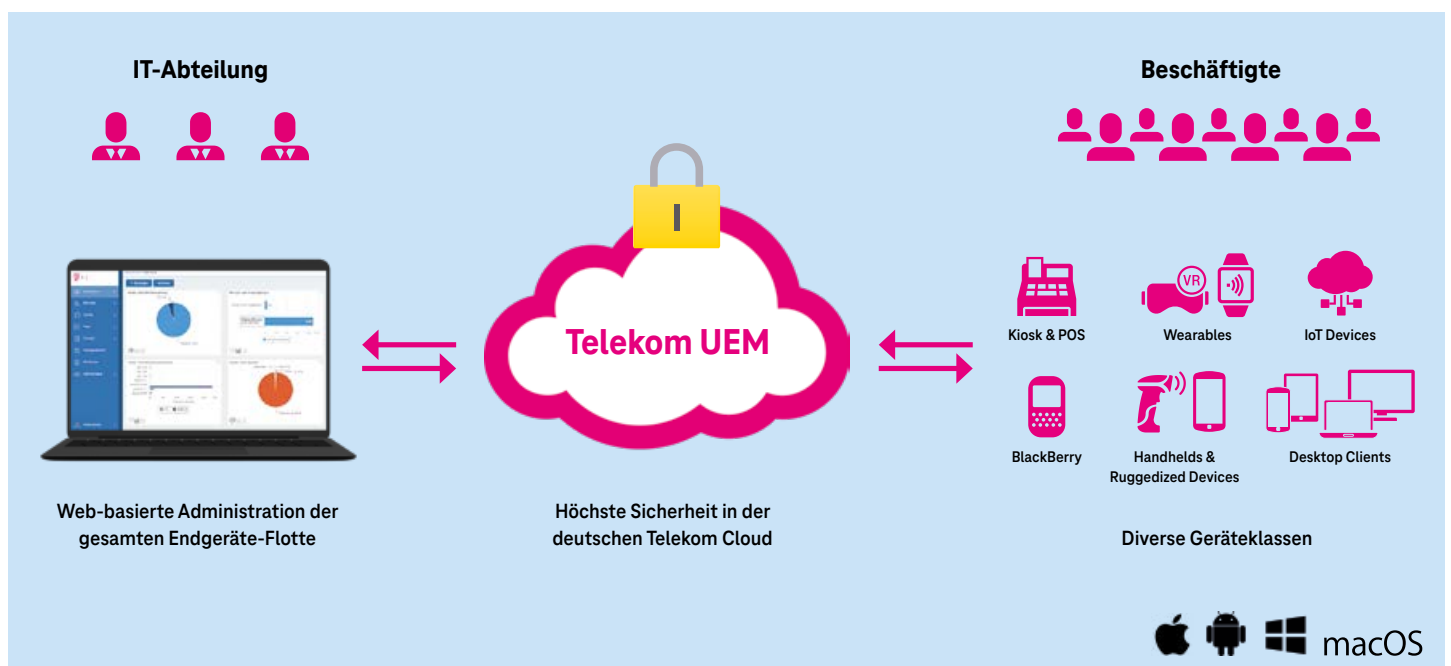 IT-Abteilung
Beschäftigte
Telekom UEM
VR
Kiosk & POS
Wearables
IoT Devices
BlackBerry
Handhelds &
Ruggedized Devices
Desktop Clients
Web-basierte Administration der
gesamten Endgeräte-Flotte
Höchste Sicherheit in der
deutschen Telekom Cloud
Diverse Geräteklassen
macOS